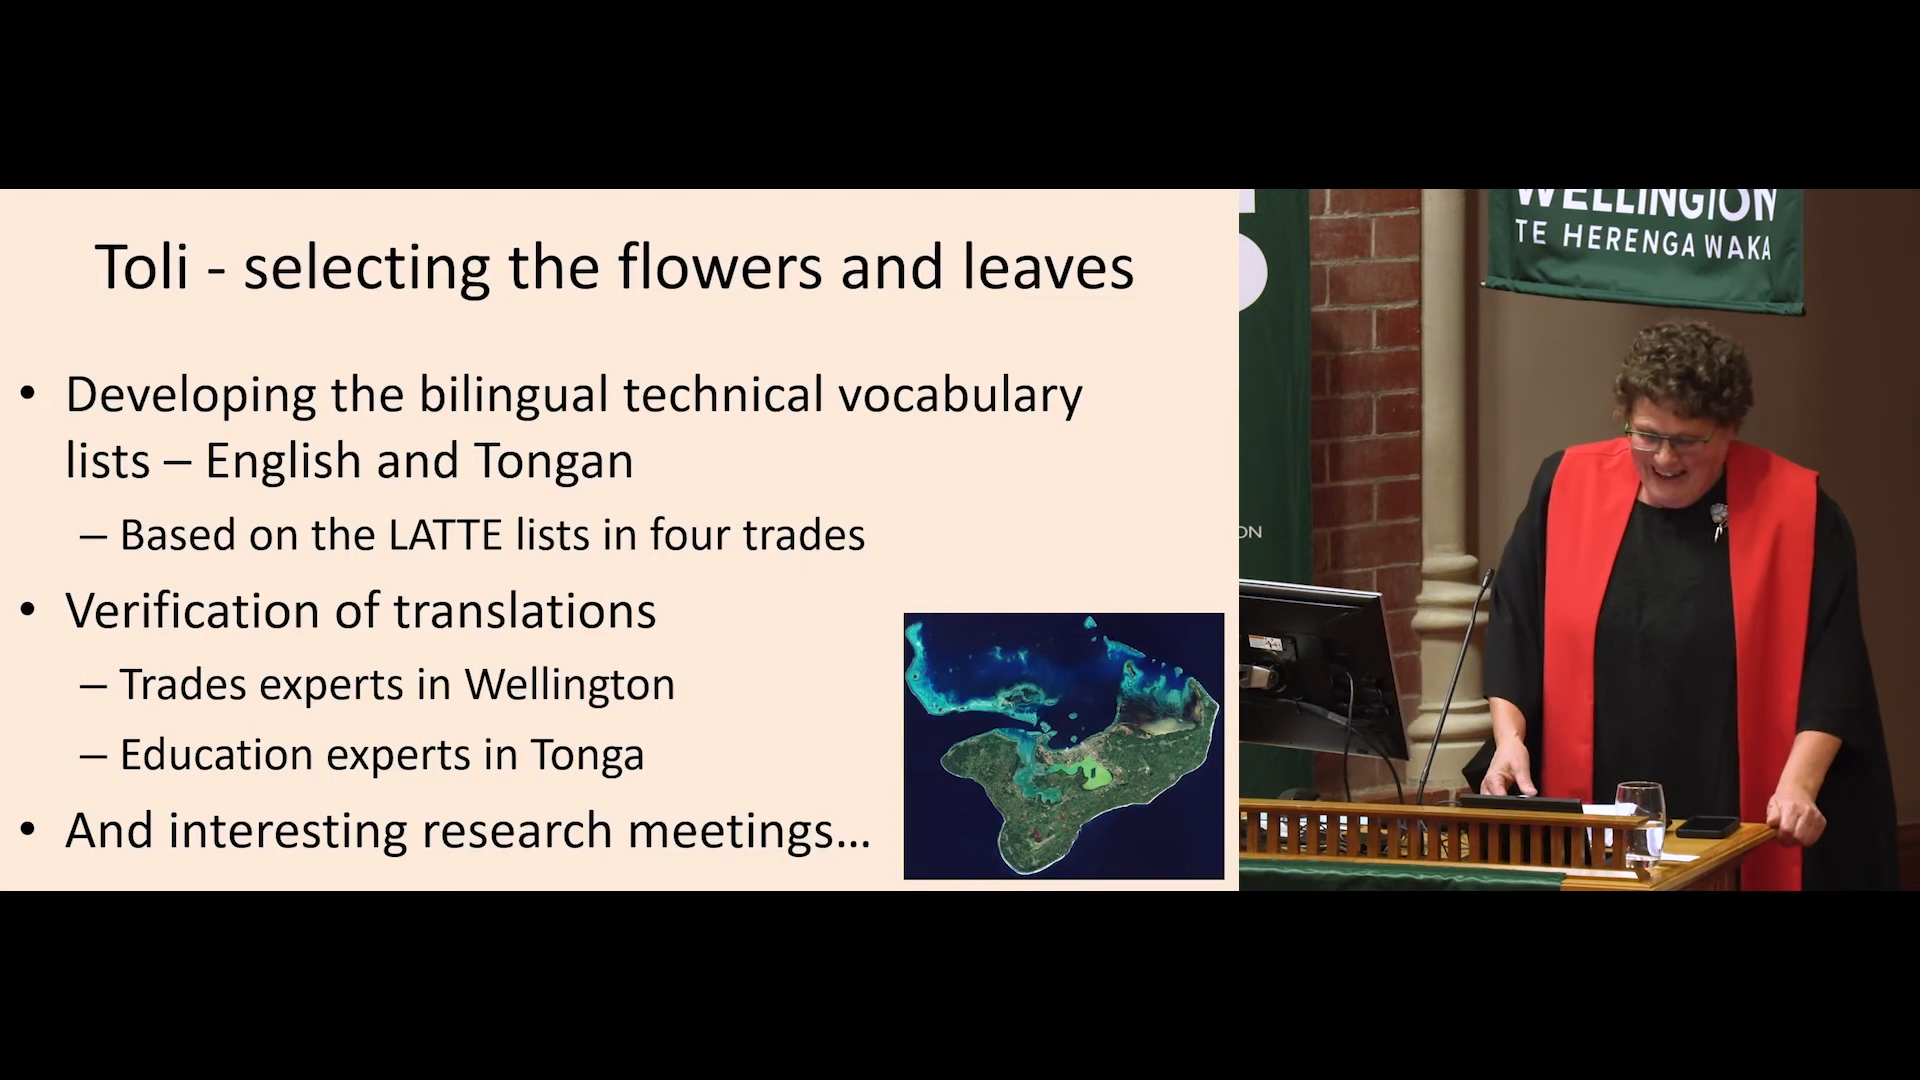 Toli - selecting the flowers and leaves
• Developing the bilingual technical vocabulary
lists – English and Tongan
– Based on the LATTE lists in four trades
• Verification of translations
– Trades experts in Wellington
– Education experts in Tonga
• And interesting research meetings...
WELLINGTON
TE HERENGA WAKA
ON